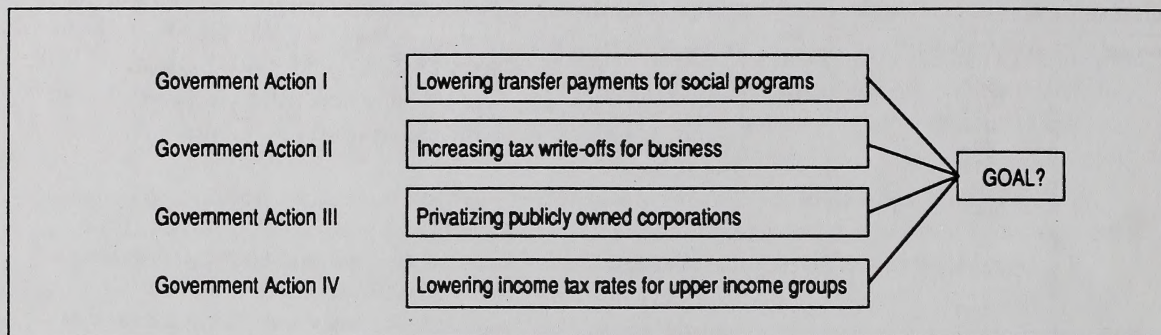 Government Action I Lowering transfer payments for social programs
Government Action II Increasing tax write-offs for business
GOAL?
Government Action III Privatizing publicly owned corporations
Government Action IV Lowering income tax rates for upper income groups